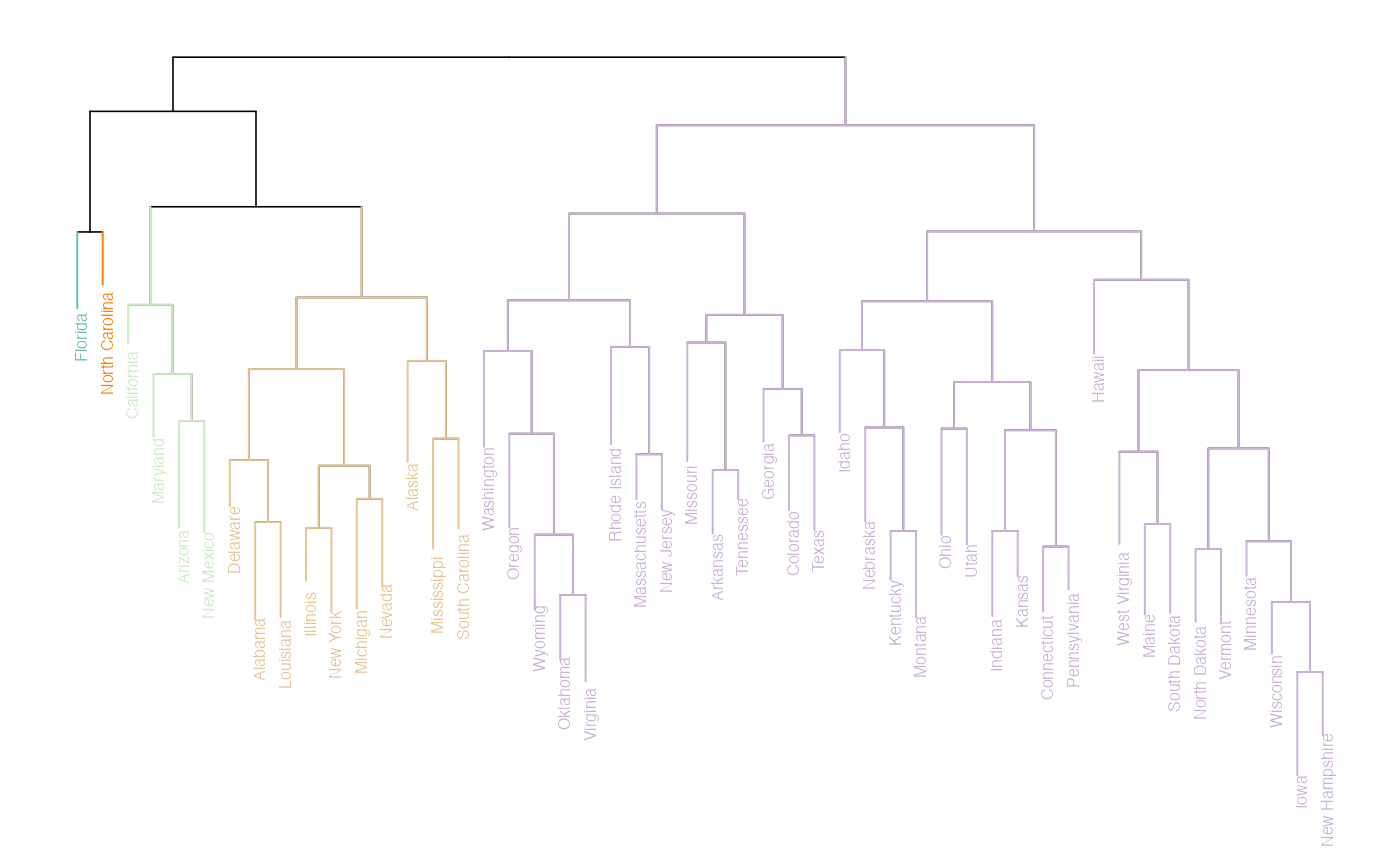 Florida
North Carolina
California
Maryland
Arizona
New Mexico
Delaware
Alabama
Louisiana
Illinois
New York
Michigan
Nevada
Alaska
Mississippi
South Carolina
Washington
Oregon
Wyoming
Oklahoma
Virginia
Rhode Island
Massachusetts
New Jersey
Missouri
Arkansas
Tennessee
Georgia
Colorado
Texas
Idaho
Nebraska
Kentucky
Montana
Ohio
Utah
Indiana
Kansas
Connecticut
Pennsylvania
Hawaii
West Virginia
Maine
South Dakota
North Dakota
Vermont
Minnesota
Wisconsin
Iowa
New Hampshire